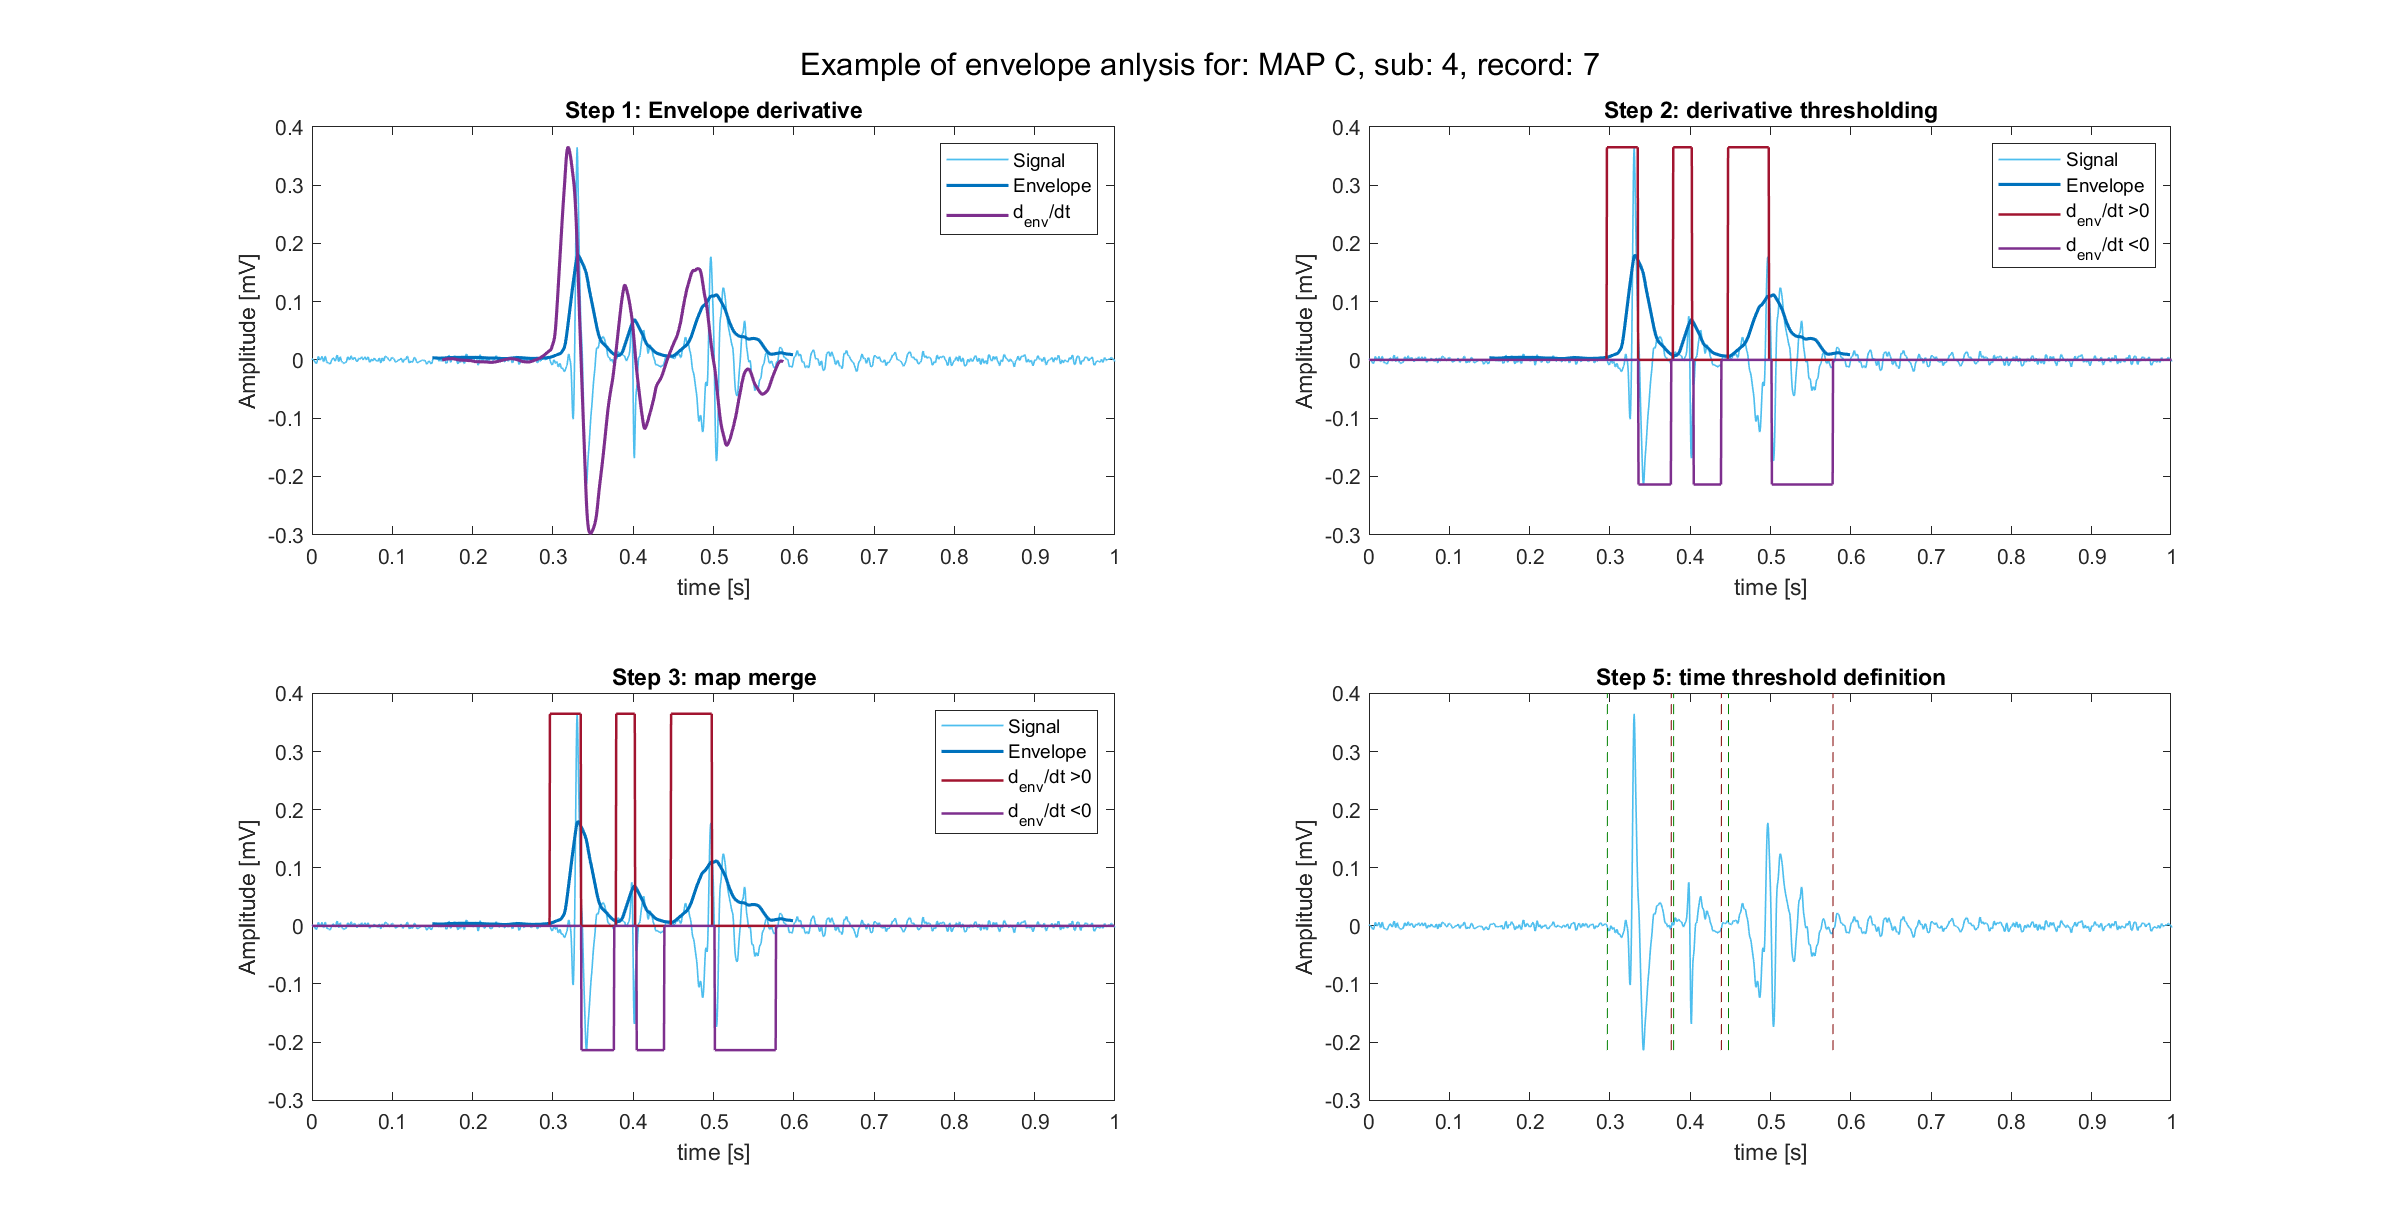 Example of envelope anlysis for: MAP C, sub: 4, record: 7
Step 1: Envelope derivative
0.4
0.3
0.2
0.1
0
-0.1
-0.2
-0.3
Amplitude [mV]
0 0.1 0.2 0.3 0.4 0.5 0.6 0.7 0.8 0.9 1
time [s]
Signal
Envelope
d_env/dt
Step 2: derivative thresholding
0.4
0.3
0.2
0.1
0
-0.1
-0.2
-0.3
Amplitude [mV]
0 0.1 0.2 0.3 0.4 0.5 0.6 0.7 0.8 0.9 1
time [s]
Signal
Envelope
d_env/dt >0
d_env/dt <0
Step 3: map merge
0.4
0.3
0.2
0.1
0
-0.1
-0.2
-0.3
Amplitude [mV]
0 0.1 0.2 0.3 0.4 0.5 0.6 0.7 0.8 0.9 1
time [s]
Signal
Envelope
d_env/dt >0
d_env/dt <0
Step 5: time threshold definition
0.4
0.3
0.2
0.1
0
-0.1
-0.2
-0.3
Amplitude [mV]
0 0.1 0.2 0.3 0.4 0.5 0.6 0.7 0.8 0.9 1
time [s]